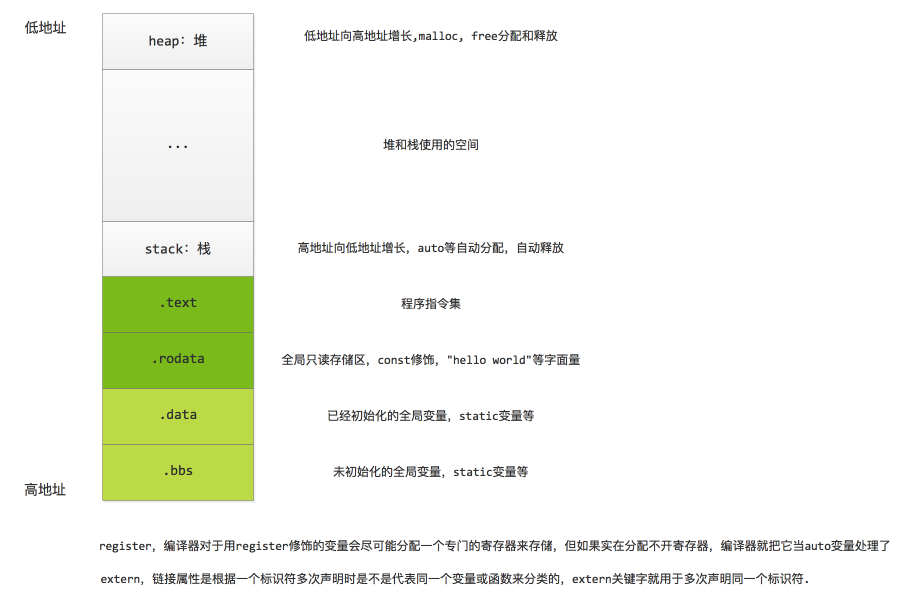 低地址
heap: 堆
低地址向高地址增长,malloc, free分配和释放
...
堆和栈使用的空间
stack: 栈
高地址向低地址增长, auto等自动分配, 自动释放
.text
程序指令集
.rodata
全局只读存储区, const修饰, "hello world"等字面量
.data
已经初始化的全局变量, static变量等
.bbs
未初始化的全局变量, static变量等
高地址
register, 编译器对于用register修饰的变量会尽可能分配一个专门的寄存器来存储, 但如果实在分配不开寄存器, 编译器就把它当auto变量处理了
extern, 链接属性是根据一个标识符多次声明时是不是代表同一个变量或函数来分类的, extern关键字就用于多次声明同一个标识符.